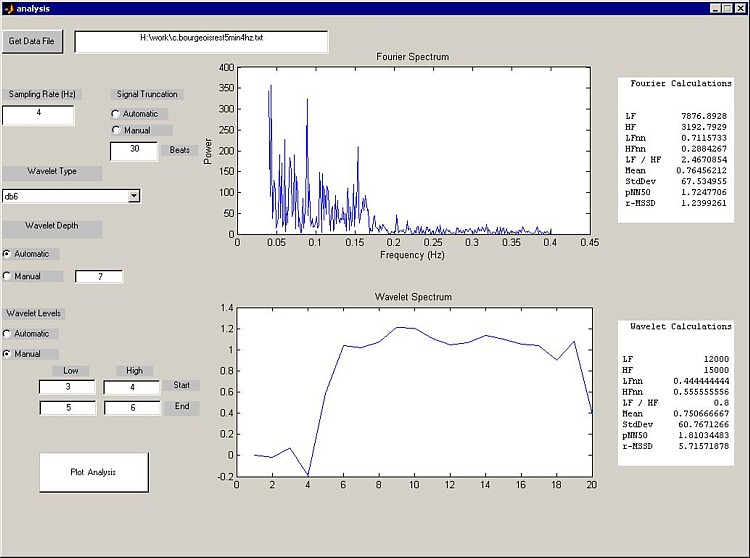 analysis
Get Data File
H:\work\c.bourgeoisrest5min4hz.txt
Sampling Rate (Hz)
4
Signal Truncation
Automatic
Manual
30 Beats
Wavelet Type
db6
Wavelet Depth
Automatic
Manual 7
Wavelet Levels
Automatic
Manual
Low High
3 4 Start
5 6 End
Plot Analysis
Fourier Spectrum
Power
400
350
300
250
200
150
100
50
0
0 0.05 0.1 0.15 0.2 0.25 0.3 0.35 0.4 0.45
Frequency (Hz)
Fourier Calculations
LF 7876.8928
HF 3192.7929
LFnn 0.7115733
HFnn 0.2884267
LF / HF 2.4670854
Mean 0.76456212
StdDev 67.534955
pNN50 1.7247706
r-MSSD 1.2399261
Wavelet Spectrum
1.4
1.2
1
0.8
0.6
0.4
0.2
0
-0.2
0 2 4 6 8 10 12 14 16 18 20
Wavelet Calculations
LF 12000
HF 15000
LFnn 0.444444444
HFnn 0.555555556
LF / HF 0.8
Mean 0.750666667
StdDev 60.7671266
pNN50 1.81034483
r-MSSD 5.71571878